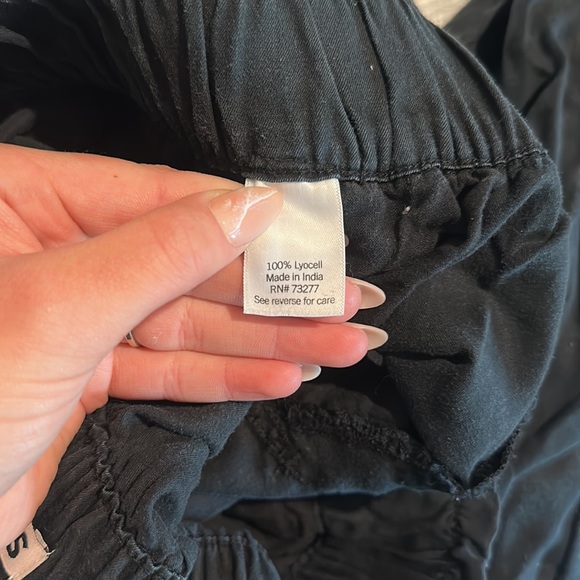 100% Lyocell
Made in India
RN# 73277
See reverse for care
S